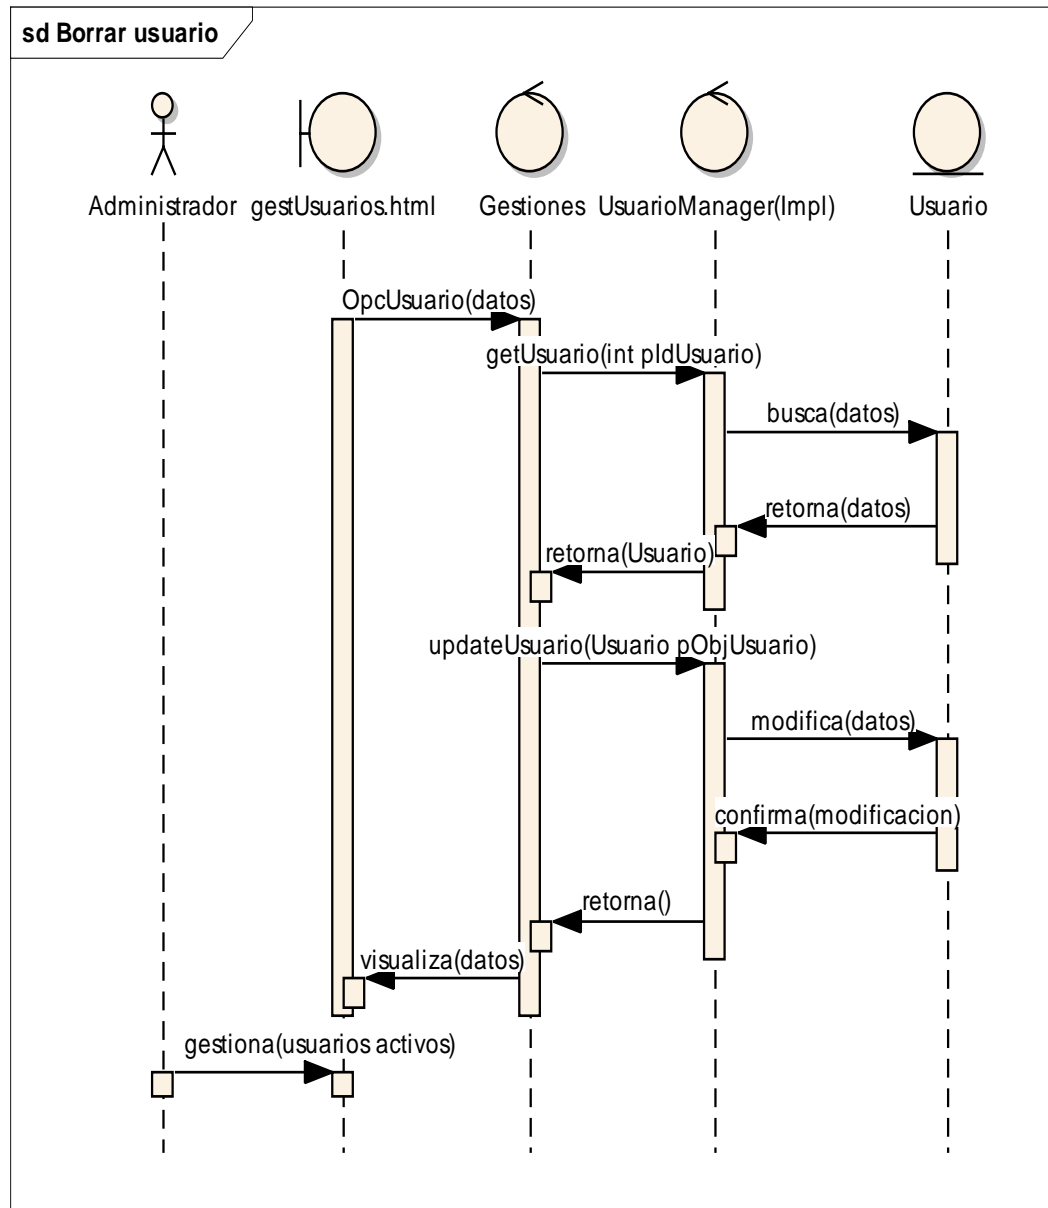 sd Borrar usuario
Administrador
gestUsuarios.html
Gestiones
UsuarioManager(Impl)
Usuario
OpcUsuario(datos)
getUsuario(int pIdUsuario)
busca(datos)
retorna(datos)
retorna(Usuario)
updateUsuario(Usuario pObjUsuario)
modifica(datos)
confirma(modificacion)
retorna()
visualiza(datos)
gestiona(usuarios activos)